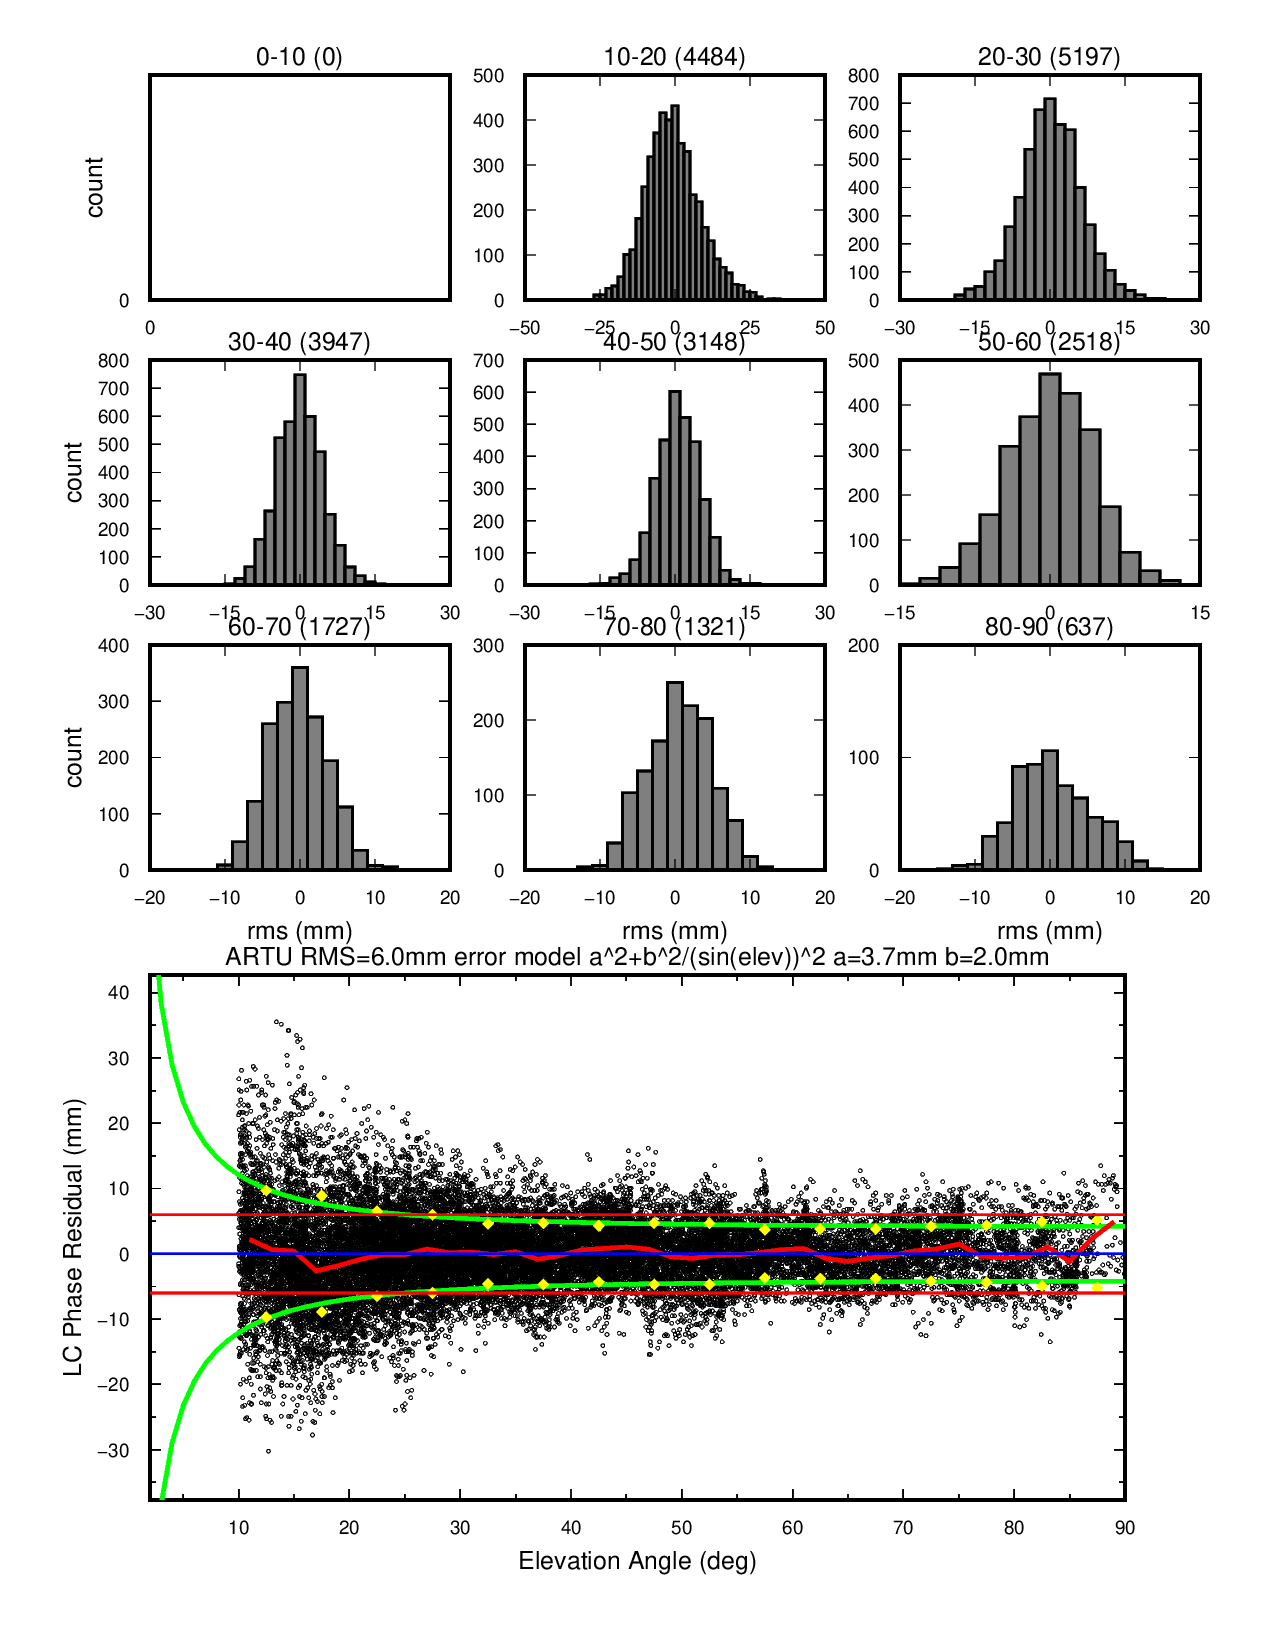 0-10 (0) 10-20 (4484) 20-30 (5197)
500 800
700
400 600
count 300 500
400
200 300
100 200
100
0 0 0
0 −50 −25 0 25 50 −30 −15 0 15 30
30-40 (3947) 40-50 (3148) 50-60 (2518)
800 700 500
700 600 400
600 500
count 500 400 300
400 300 200
300 200
200 100
100 100
0 0 0
−30 −15 0 15 30 −30 −15 0 15 30 −15 0 15
60-70 (1727) 70-80 (1321) 80-90 (637)
400 300 200
300 200
count 200 100
100 100
0 0 0
−20 −10 0 10 20 −20 −10 0 10 20 −20 −10 0 10 20
rms (mm) rms (mm) rms (mm)
ARTU RMS=6.0mm error model a^2+b^2/(sin(elev))^2 a=3.7mm b=2.0mm
40
30
20
10
LC Phase Residual (mm)
0
−10
−20
−30
10 20 30 40 50 60 70 80 90
Elevation Angle (deg)